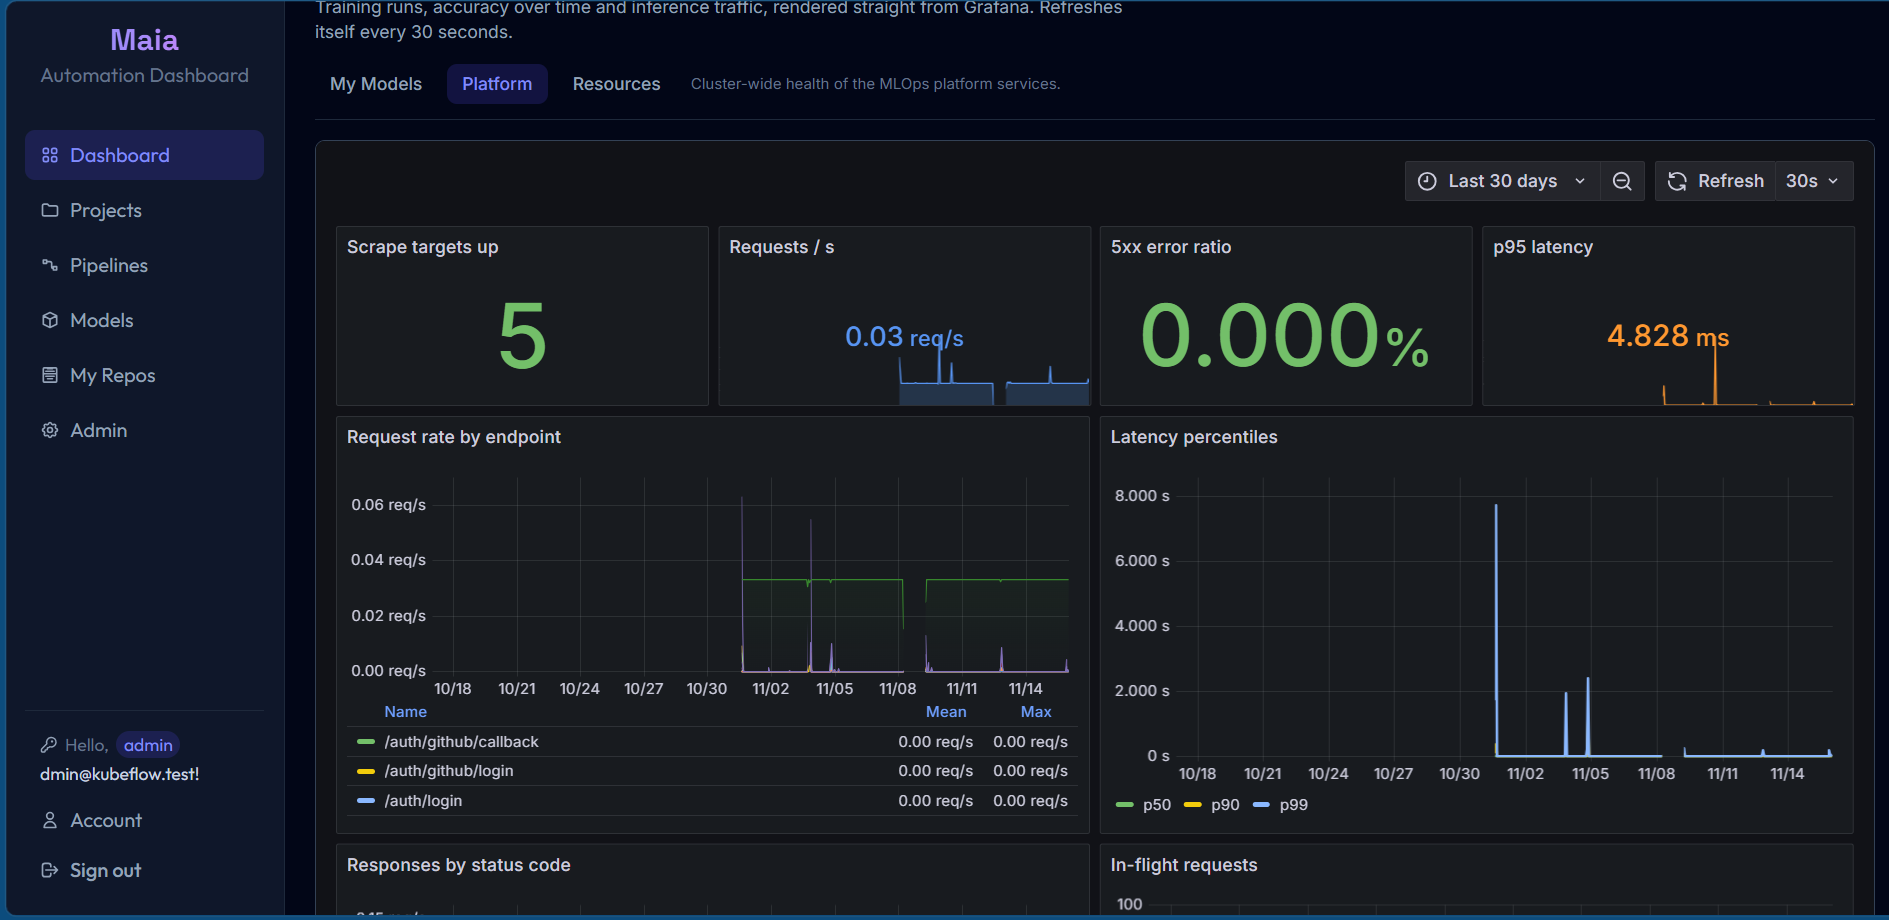 Maia
Automation Dashboard
Dashboard
Projects
Pipelines
Models
My Repos
Admin
Hello, admin
dmin@kubeflow.test!
Account
Sign out
Training runs, accuracy over time and inference traffic, rendered straight from Grafana. Refreshes
itself every 30 seconds.
My Models Platform Resources Cluster-wide health of the MLOps platform services.
Last 30 days Refresh 30s
Scrape targets up
5
Requests / s
0.03 req/s
5xx error ratio
0.000%
p95 latency
4.828 ms
Request rate by endpoint
0.06 req/s
0.04 req/s
0.02 req/s
0.00 req/s
10/18 10/21 10/24 10/27 10/30 11/02 11/05 11/08 11/11 11/14
Name Mean Max
/auth/github/callback 0.00 req/s 0.00 req/s
/auth/github/login 0.00 req/s 0.00 req/s
/auth/login 0.00 req/s 0.00 req/s
Latency percentiles
8.000 s
6.000 s
4.000 s
2.000 s
0 s
10/18 10/21 10/24 10/27 10/30 11/02 11/05 11/08 11/11 11/14
p50 p90 p99
Responses by status code
In-flight requests
100